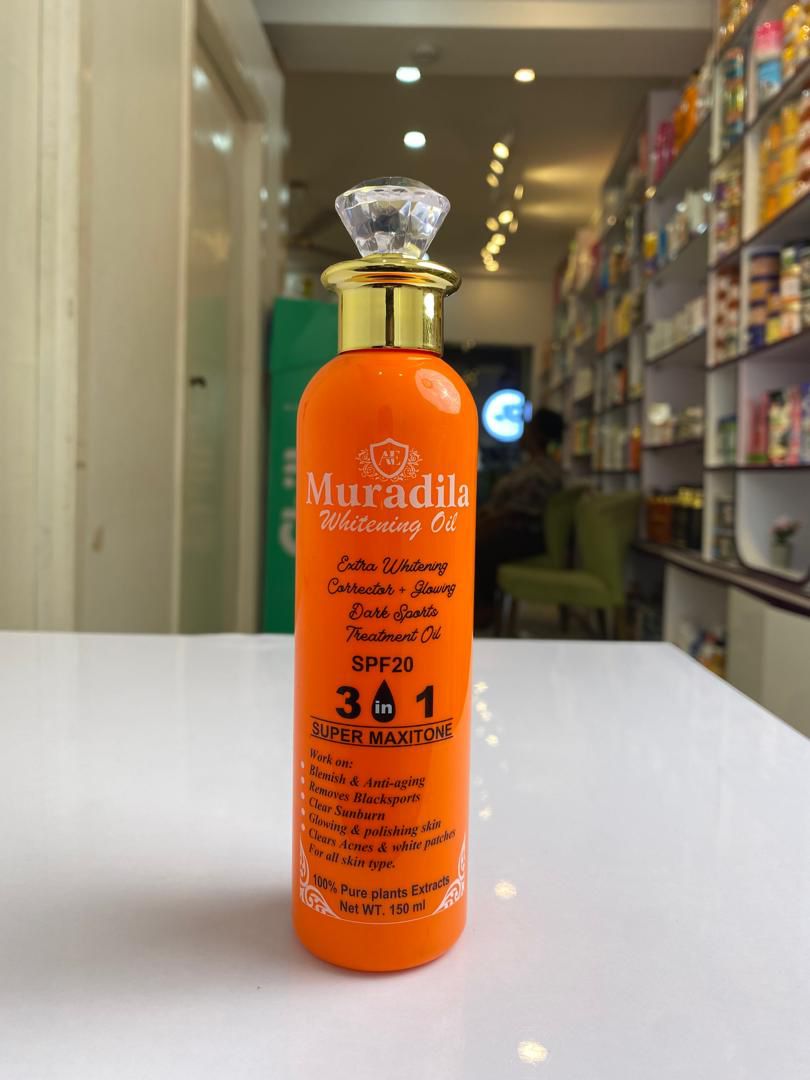 AE
Muradila
Whitening Oil
Extra Whitening
Corrector + Glowing
Dark Sports
Treatment Oil
SPF20
3 in 1
SUPER MAXITONE
Work on:
Blemish & Anti-aging
Removes Blacksports
Clear Sunburn
Glowing & polishing skin
Clears Acnes & white patches
For all skin type.
100% Pure plants Extracts
Net WT. 150 ml